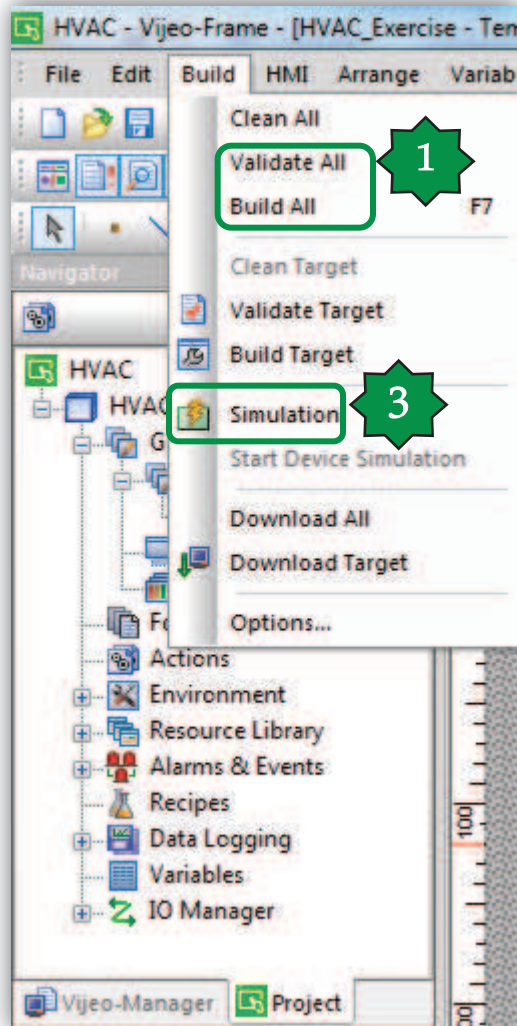 HVAC - Vijeo-Frame - [HVAC_Exercise - Tem
File Edit Build HMI Arrange Variab
Clean All
Validate All
1
Build All F7
Navigator
Clean Target
Validate Target
Build Target
HVAC
HVAC
Simulation
3
G
Start Device Simulation
Download All
Download Target
Fo
Options...
Actions
Environment
Resource Library
Alarms & Events
Recipes
Data Logging
100
Variables
IO Manager
Vijeo-Manager Project